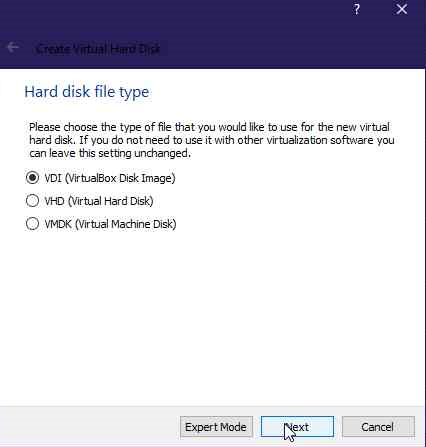 ?
Create Virtual Hard Disk
Hard disk file type
Please choose the type of file that you would like to use for the new virtual
hard disk. If you do not need to use it with other virtualization software you
can leave this setting unchanged.
VDI (VirtualBox Disk Image)
VHD (Virtual Hard Disk)
VMDK (Virtual Machine Disk)
Expert Mode Next Cancel